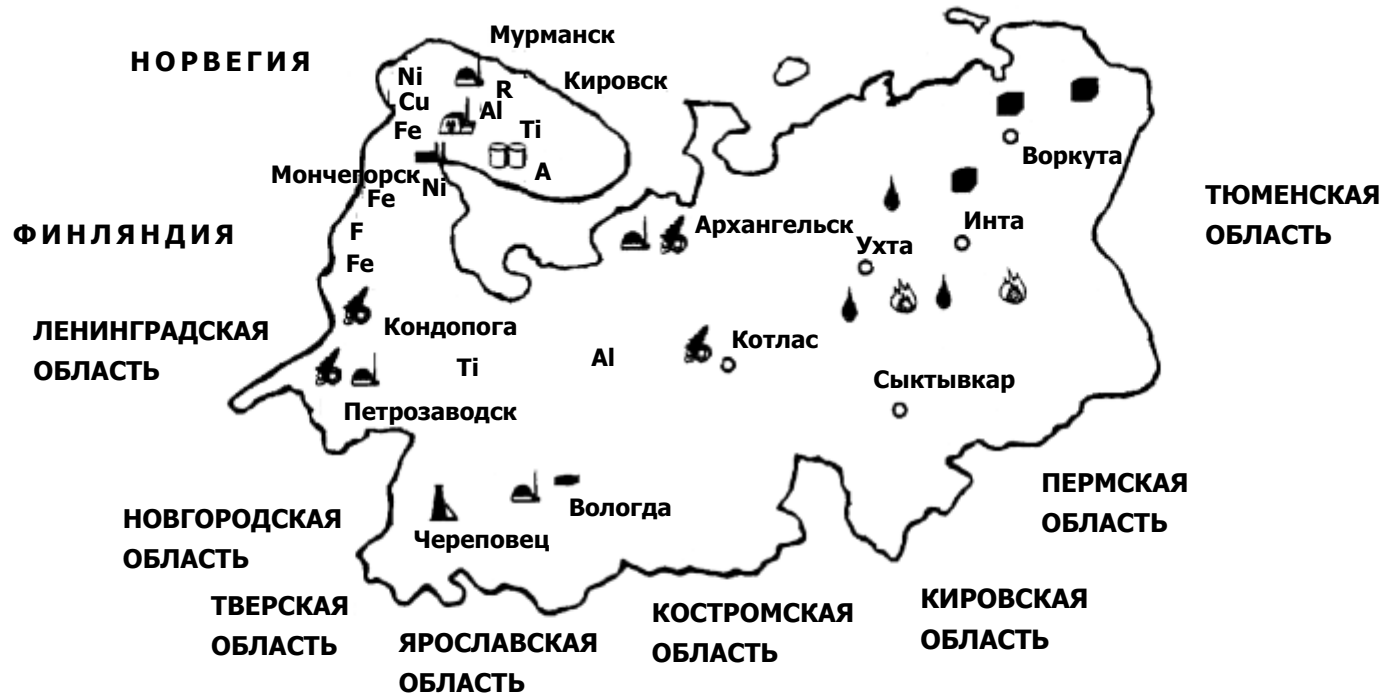 Мурманск
НОРВЕГИЯ
Кировск
Ni
R
Cu
Al
Fe
Ti
Воркута
Мончегорск
Ni
A
Fe
ТЮМЕНСКАЯ
ОБЛАСТЬ
ФИНЛЯНДИЯ
F
Архангельск
Инта
Ухта
Fe
ЛЕНИНГРАДСКАЯ
ОБЛАСТЬ
Кондопога
Котлас
Ti
Al
Сыктывкар
Петрозаводск
ПЕРМСКАЯ
ОБЛАСТЬ
Вологда
НОВГОРОДСКАЯ
ОБЛАСТЬ
Череповец
ТВЕРСКАЯ
ОБЛАСТЬ
ЯРОСЛАВСКАЯ
ОБЛАСТЬ
КОСТРОМСКАЯ
ОБЛАСТЬ
КИРОВСКАЯ
ОБЛАСТЬ